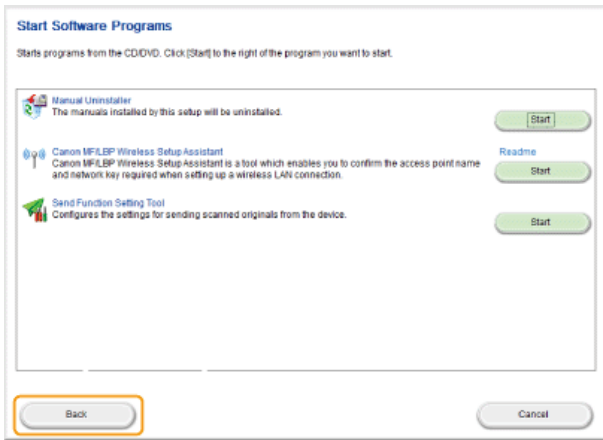 Start Software Programs
Starts programs from the CD/DVD. Click [Start] to the right of the program you want to start.
Manual Uninstaller
The manuals installed by this setup will be uninstalled.
Start
Canon MF/LBP Wireless Setup Assistant
Readme
Canon MF/LBP Wireless Setup Assistant is a tool which enables you to confirm the access point name
and network key required when setting up a wireless LAN connection.
Start
Send Function Setting Tool
Configures the settings for sending scanned originals from the device.
Start
Back
Cancel